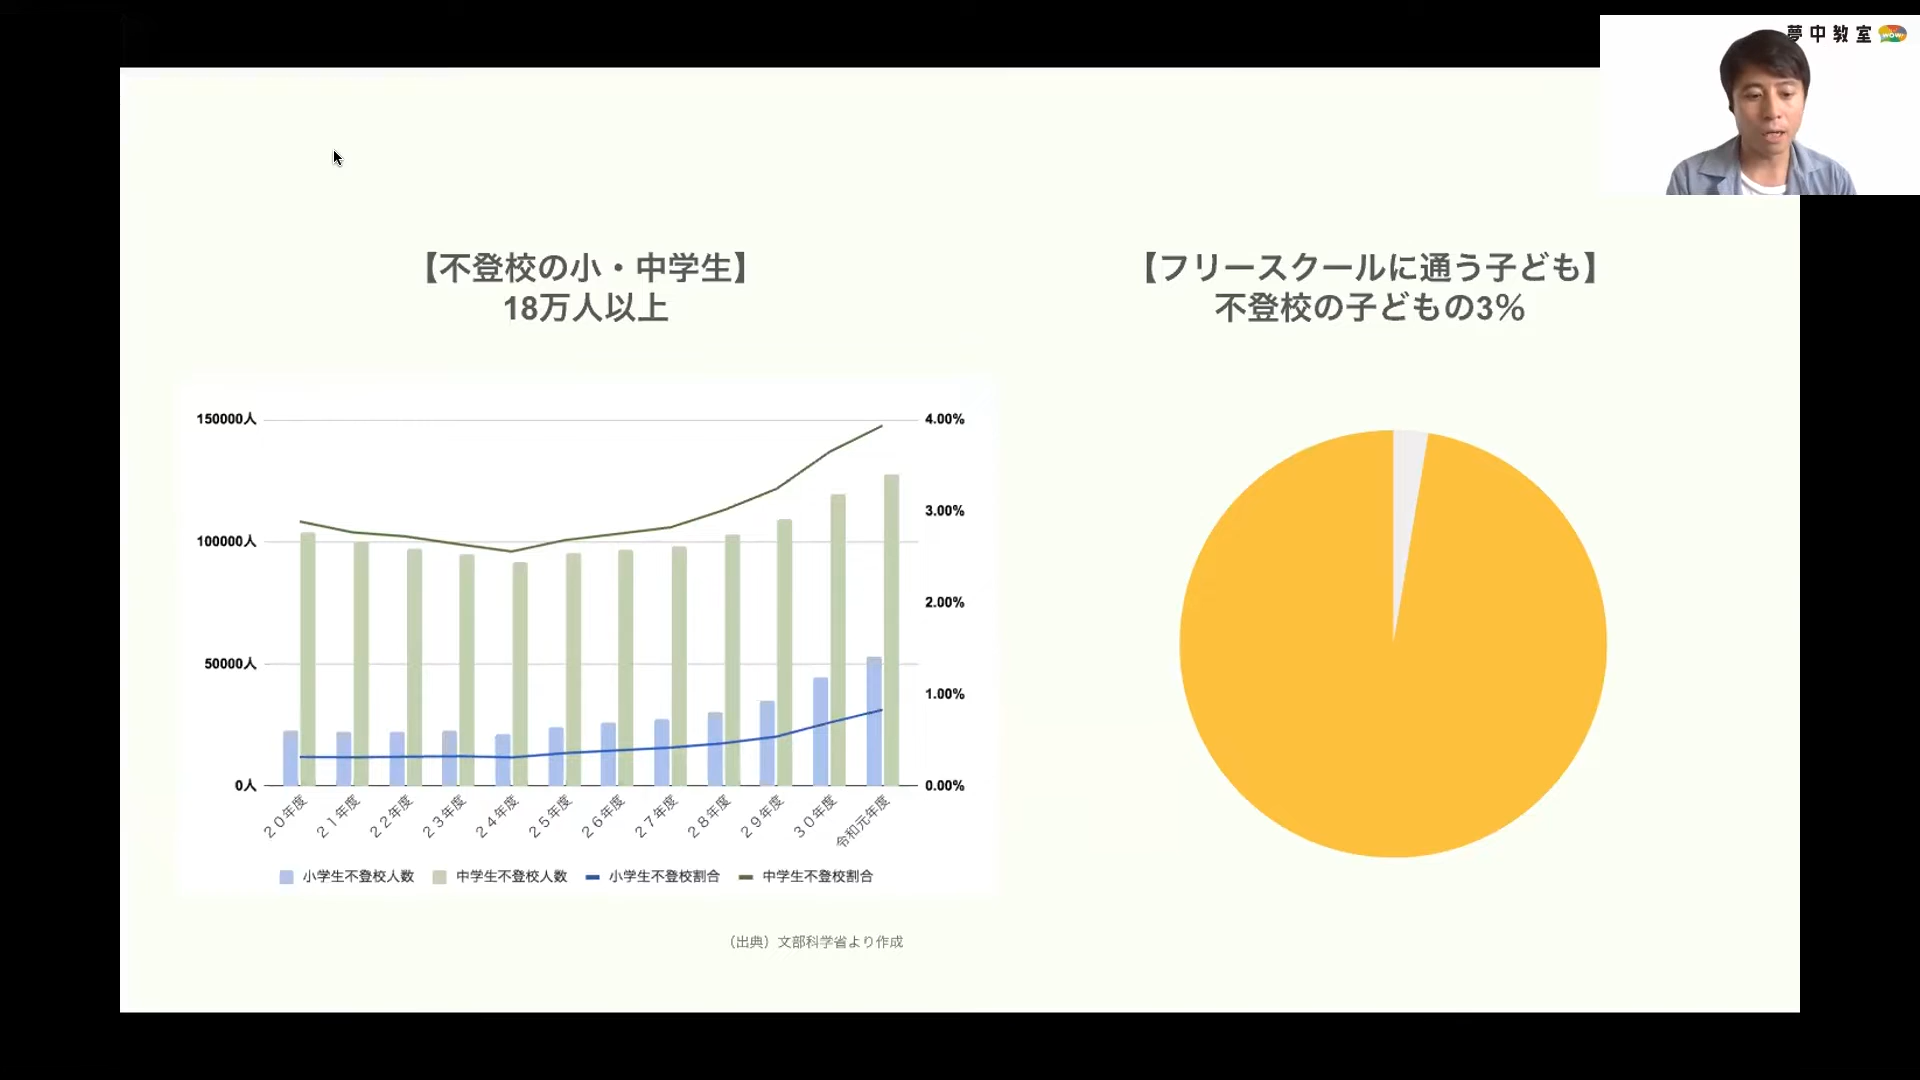 夢中教室 WOW!
【不登校の小・中学生】
18万人以上
【フリースクールに通う子ども】
不登校の子どもの3%
150000人
100000人
50000人
0人
4.00%
3.00%
2.00%
1.00%
0.00%
20年度
21年度
22年度
23年度
24年度
25年度
26年度
27年度
28年度
29年度
30年度
令和元年度
小学生不登校人数 中学生不登校人数 小学生不登校割合 中学生不登校割合
（出典）文部科学省より作成